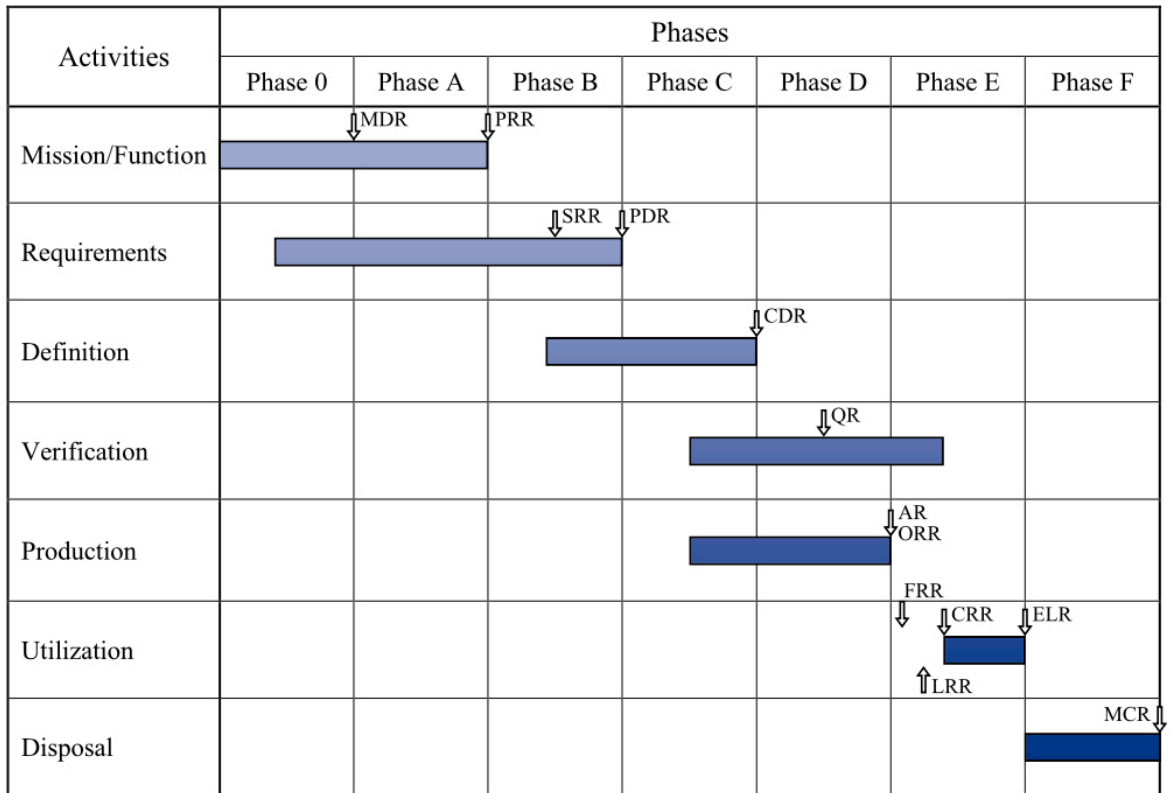 Activities
Phases
Phase 0 Phase A Phase B Phase C Phase D Phase E Phase F
MDR PRR
Mission/Function
SRR PDR
Requirements
CDR
Definition
QR
Verification
AR
ORR
Production
FRR
CRR ELR
Utilization
LRR
MCR
Disposal